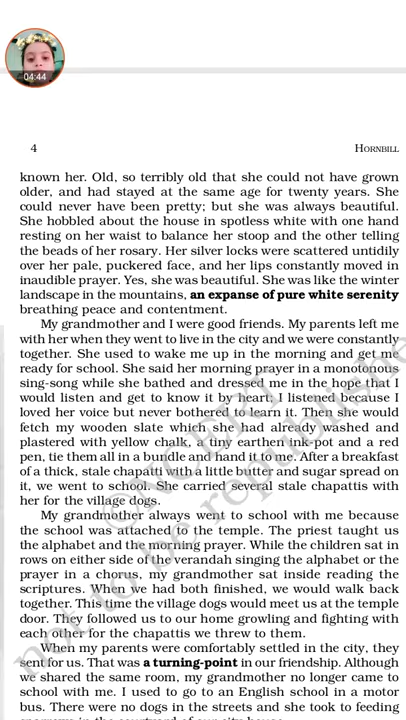 04:44
4 HORNBILL
known her. Old, so terribly old that she could not have grown
older, and had stayed at the same age for twenty years. She
could never have been pretty; but she was always beautiful.
She hobbled about the house in spotless white with one hand
resting on her waist to balance her stoop and the other telling
the beads of her rosary. Her silver locks were scattered untidily
over her pale, puckered face, and her lips constantly moved in
inaudible prayer. Yes, she was beautiful. She was like the winter
landscape in the mountains, an expanse of pure white serenity
breathing peace and contentment.
My grandmother and I were good friends. My parents left me
with her when they went to live in the city and we were constantly
together. She used to wake me up in the morning and get me
ready for school. She said her morning prayer in a monotonous
sing-song while she bathed and dressed me in the hope that I
would listen and get to know it by heart; I listened because I
loved her voice but never bothered to learn it. Then she would
fetch my wooden slate which she had already washed and
plastered with yellow chalk, a tiny earthen ink-pot and a red
pen, tie them all in a bundle and hand it to me. After a breakfast
of a thick, stale chapatti with a little butter and sugar spread on
it, we went to school. She carried several stale chapattis with
her for the village dogs.
My grandmother always went to school with me because
the school was attached to the temple. The priest taught us
the alphabet and the morning prayer. While the children sat in
rows on either side of the verandah singing the alphabet or the
prayer in a chorus, my grandmother sat inside reading the
scriptures. When we had both finished, we would walk back
together. This time the village dogs would meet us at the temple
door. They followed us to our home growling and fighting with
each other for the chapattis we threw to them.
When my parents were comfortably settled in the city, they
sent for us. That was a turning-point in our friendship. Although
we shared the same room, my grandmother no longer came to
school with me. I used to go to an English school in a motor
bus. There were no dogs in the streets and she took to feeding
sparrows in the courtyard of our city house.
© NCERT
not to be republished